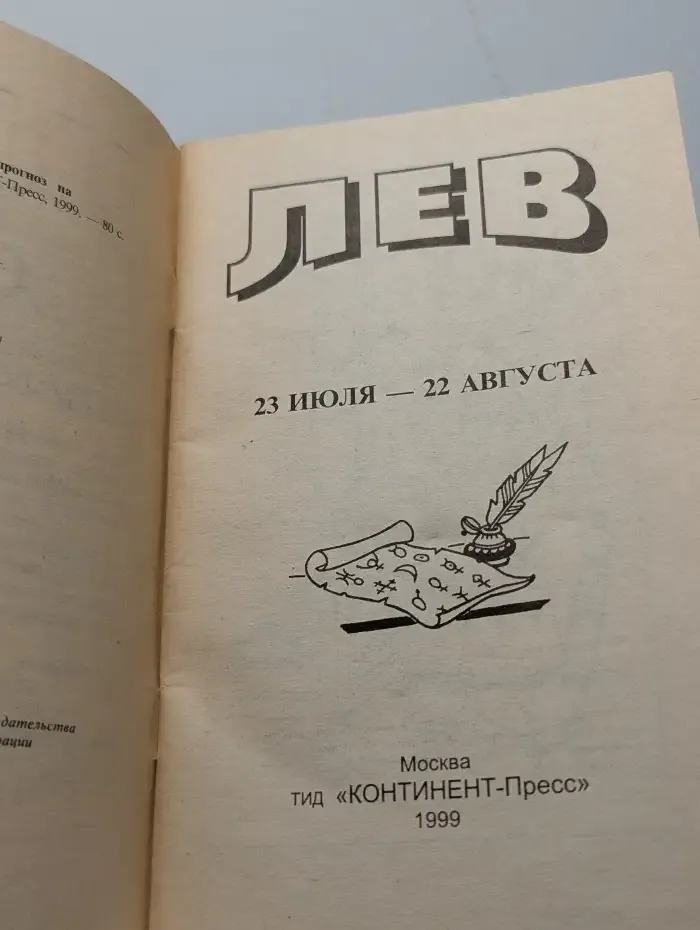 прогноз на
-Пресс, 1999. — 80 с.
г.
дательства
рации
ЛЕВ
23 ИЮЛЯ — 22 АВГУСТА
Москва
ТИД «КОНТИНЕНТ-Пресс»
1999